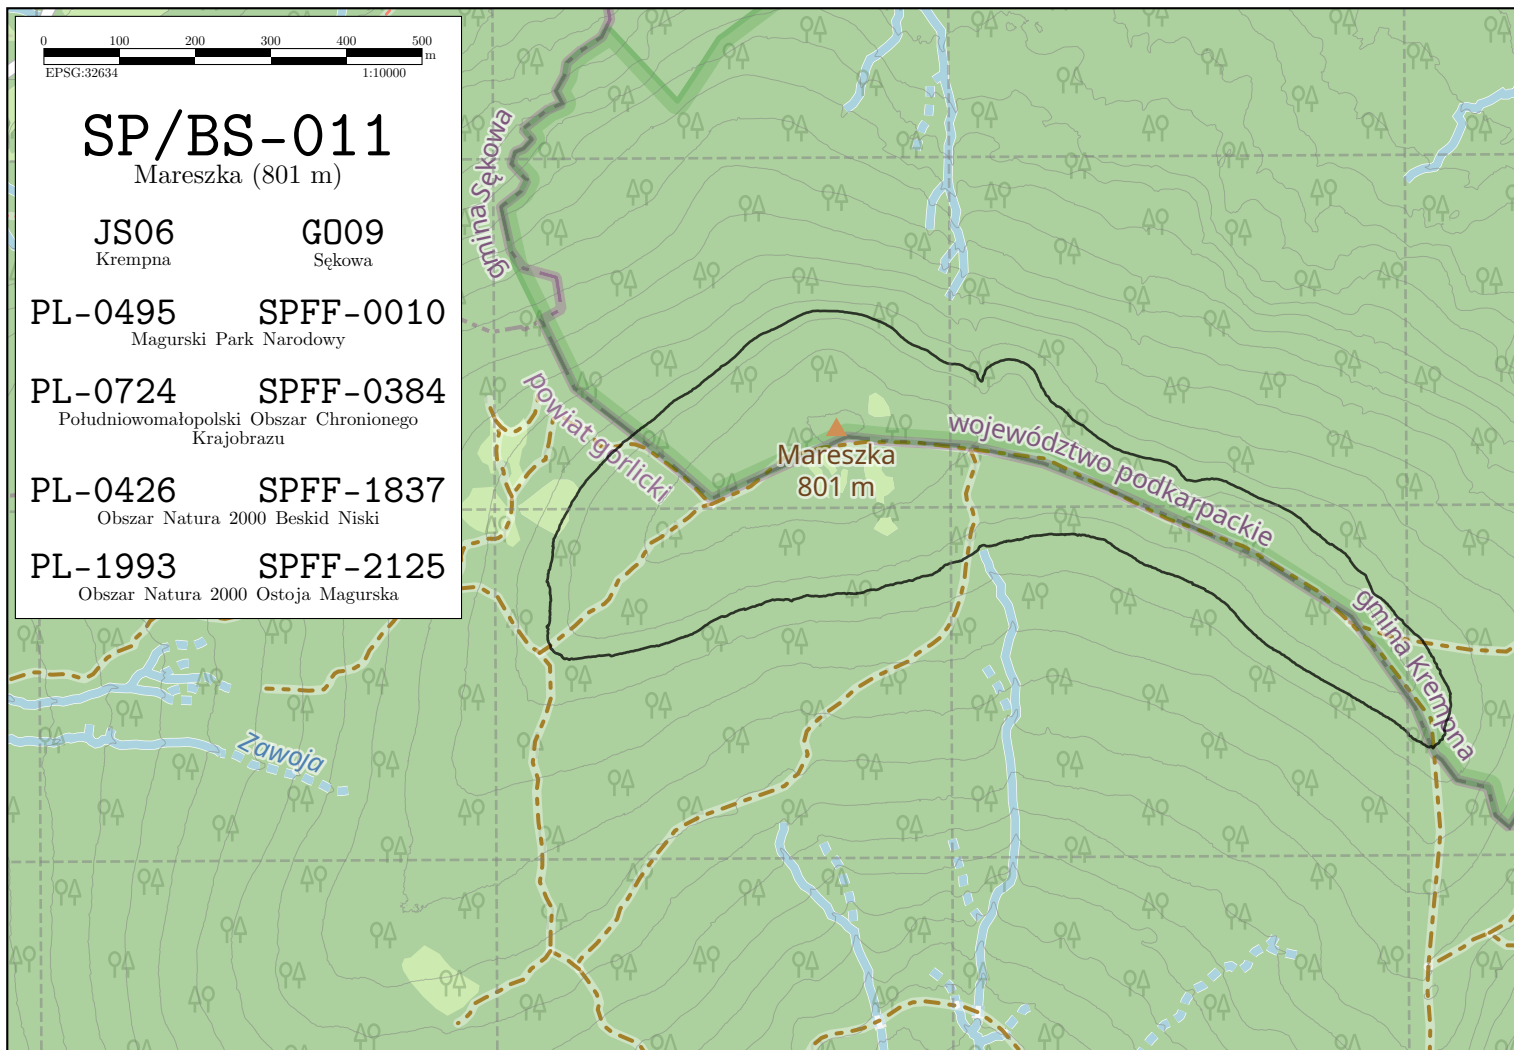 0 100 200 300 400 500
m
EPSG:32634 1:10000
SP/BS-011
Mareszka (801 m)
JS06 GO09
Krempna Sękowa
PL-0495 SPFF-0010
Magurski Park Narodowy
PL-0724 SPFF-0384
Południowomałopolski Obszar Chronionego
Krajobrazu
PL-0426 SPFF-1837
Obszar Natura 2000 Beskid Niski
PL-1993 SPFF-2125
Obszar Natura 2000 Ostoja Magurska
gmina Sękowa
powiat gorlicki
województwo podkarpackie
Mareszka
801 m
gmina Krempna
Zawoja